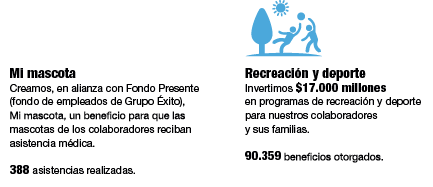 Mi mascota
Creamos, en alianza con Fondo Presente
(fondo de empleados de Grupo Éxito),
Mi mascota, un beneficio para que las
mascotas de los colaboradores reciban
asistencia médica.
388 asistencias realizadas.
Recreación y deporte
Invertimos $17.000 millones
en programas de recreación y deporte
para nuestros colaboradores
y sus familias.
90.359 beneficios otorgados.